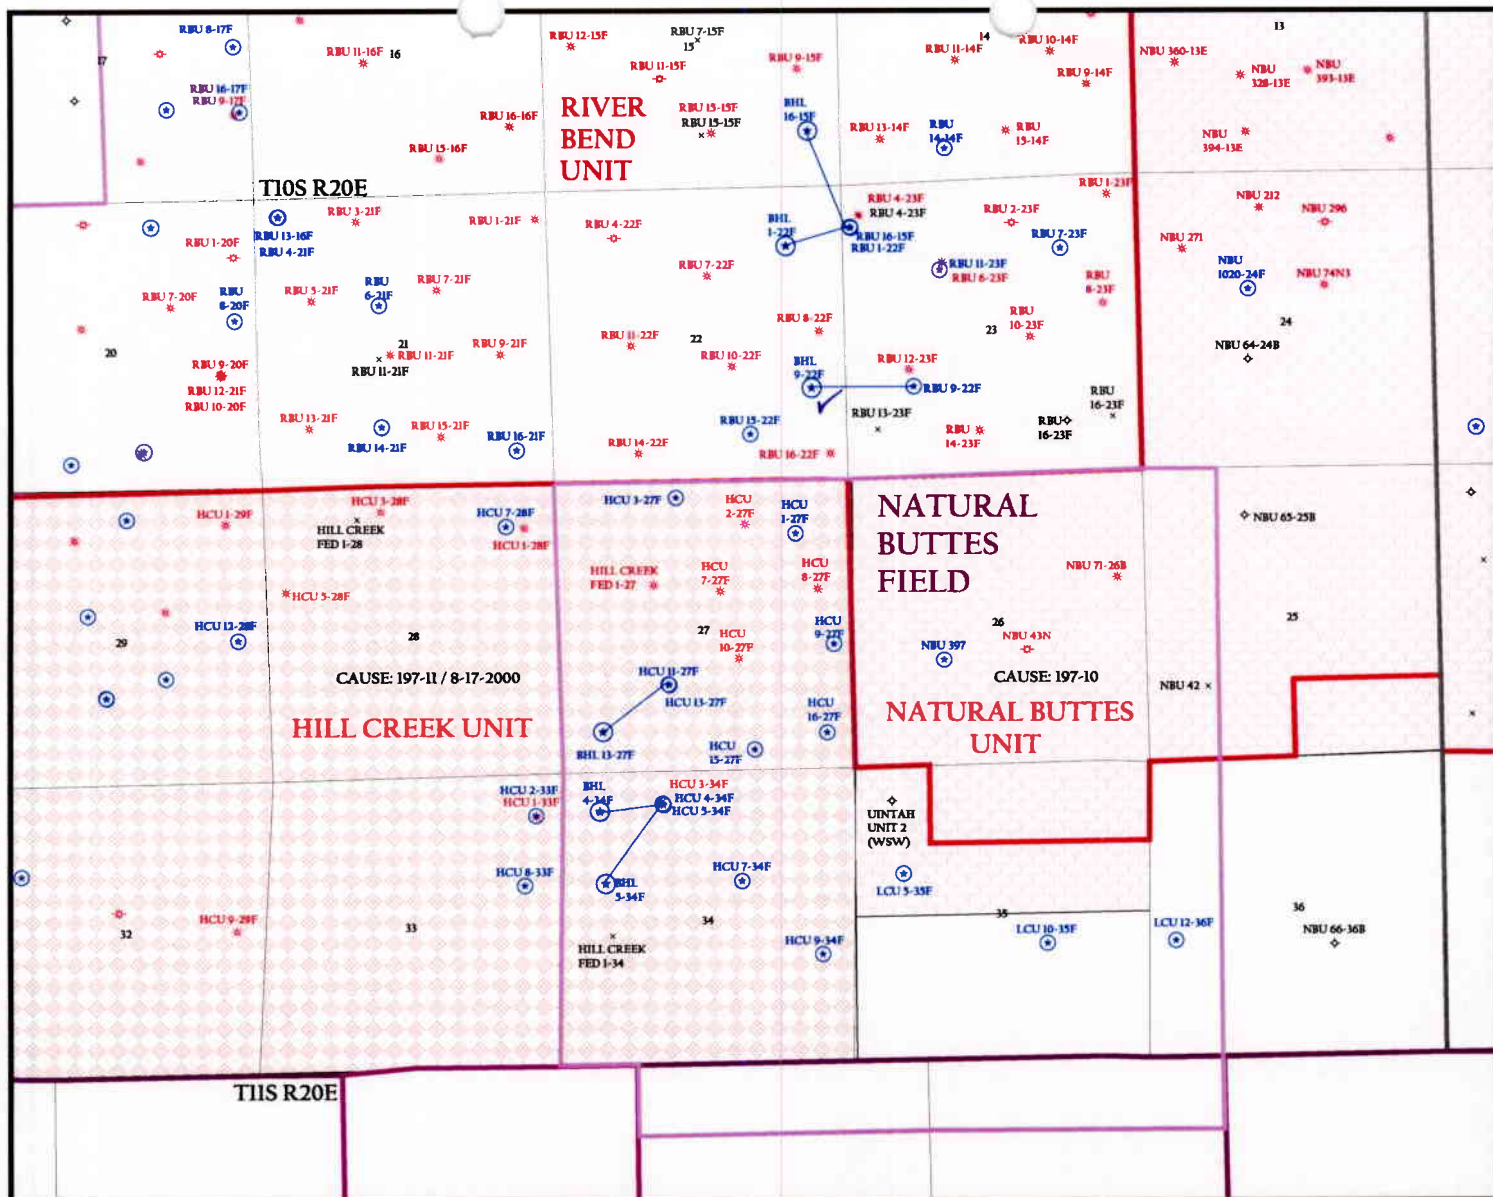 RBU 8-17F
17
RBU 16-17F
RBU 9-17F
RBU 11-16F
16
RBU 16-16F
RBU 15-16F
RBU 12-15F
RBU 7-15F
15
RBU 11-15F
RBU 9-15F
RBU 15-15F
RBU 15-15F
RIVER
BEND
UNIT
BHL
16-15F
14
RBU 10-14F
RBU 11-14F
RBU 9-14F
RBU 13-14F
RBU
14-14F
RBU
15-14F
13
NBU 360-13E
NBU
328-13E
NBU
393-13E
NBU
394-13E
T10S R20E
RBU 1-20F
RBU 7-20F
RBU
8-20F
20
RBU 9-20F
RBU 12-21F
RBU 10-20F
RBU 13-16F
RBU 4-21F
RBU 3-21F
RBU 1-21F
RBU 5-21F
RBU
6-21F
RBU 7-21F
21
RBU 11-21F
RBU 11-21F
RBU 9-21F
RBU 13-21F
RBU 14-21F
RBU 15-21F
RBU 16-21F
RBU 4-22F
BHL
1-22F
RBU 7-22F
RBU 8-22F
22
RBU 11-22F
RBU 10-22F
BHL
9-22F
RBU 15-22F
RBU 14-22F
RBU 16-22F
RBU 1-23F
RBU 4-23F
RBU 4-23F
RBU 16-15F
RBU 1-22F
RBU 2-23F
RBU 7-23F
RBU 11-23F
RBU 6-23F
RBU
8-23F
RBU
10-23F
23
RBU 12-23F
RBU 9-22F
RBU 13-23F
RBU
14-23F
RBU
16-23F
RBU
16-23F
NBU 212
NBU 296
NBU 271
NBU
1020-24F
NBU 74N3
24
NBU 64-24B
HCU 1-29F
29
HCU 3-28F
HILL CREEK
FED 1-28
HCU 7-28F
HCU 1-28F
HCU 5-28F
HCU 12-28F
28
CAUSE: 197-11 / 8-17-2000
HILL CREEK UNIT
HCU 3-27F
HCU
2-27F
HCU
1-27F
HILL CREEK
FED 1-27
HCU
7-27F
HCU
8-27F
27
HCU
10-27F
HCU
9-27F
HCU 11-27F
HCU 13-27F
BHL 13-27F
HCU
16-27F
HCU
15-27F
NATURAL
BUTTES
FIELD
NBU 71-26B
26
NBU 43N
NBU 397
CAUSE: 197-10
NATURAL BUTTES
UNIT
NBU 65-25B
25
NBU 42
HCU 2-33F
HCU 1-33F
HCU 8-33F
33
32
HCU 9-29F
HCU 3-34F
BHL
4-34F
HCU 4-34F
HCU 5-34F
BHL
5-34F
HCU 7-34F
34
HCU 9-34F
HILL CREEK
FED 1-34
UINTAH
UNIT 2
(WSW)
LCU 5-35F
35
LCU 10-35F
LCU 12-36F
36
NBU 66-36B
T11S R20E